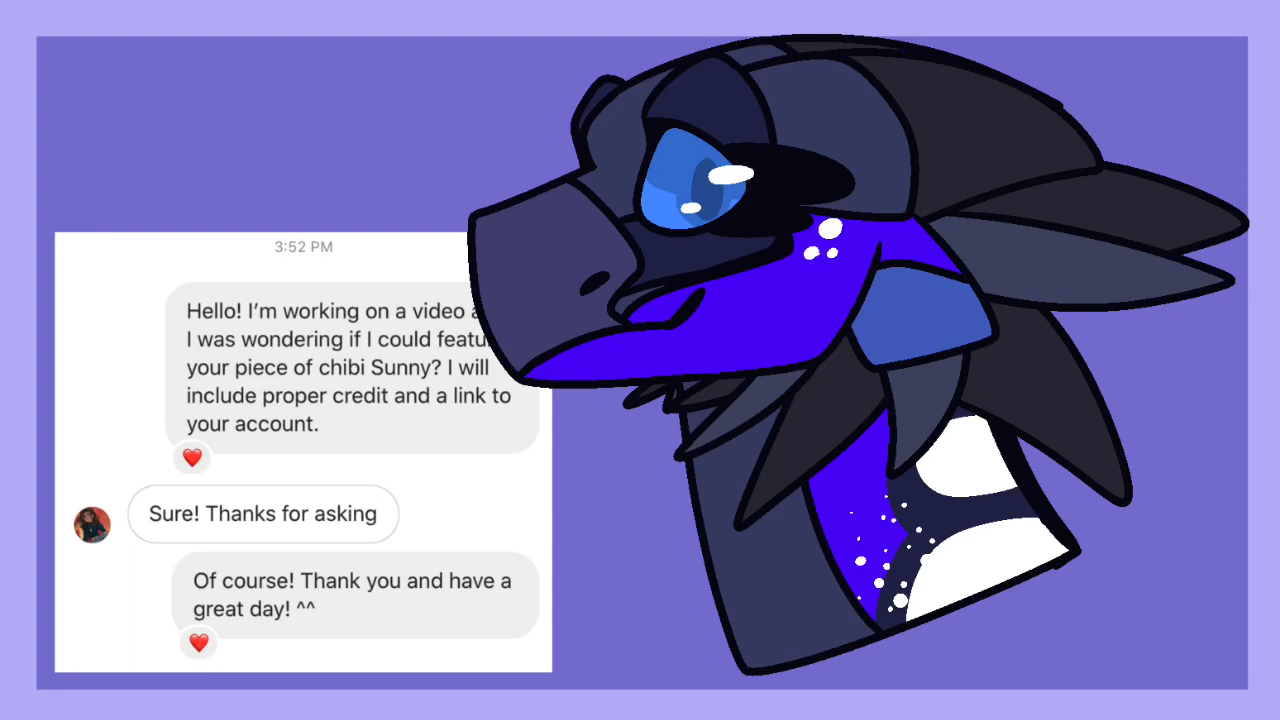 3:52 PM
Hello! I'm working on a video
I was wondering if I could
your piece of chibi Sunny? I will
include proper credit and a link to
your account.
Sure! Thanks for asking
Of course! Thank you and have a
great day! ^^